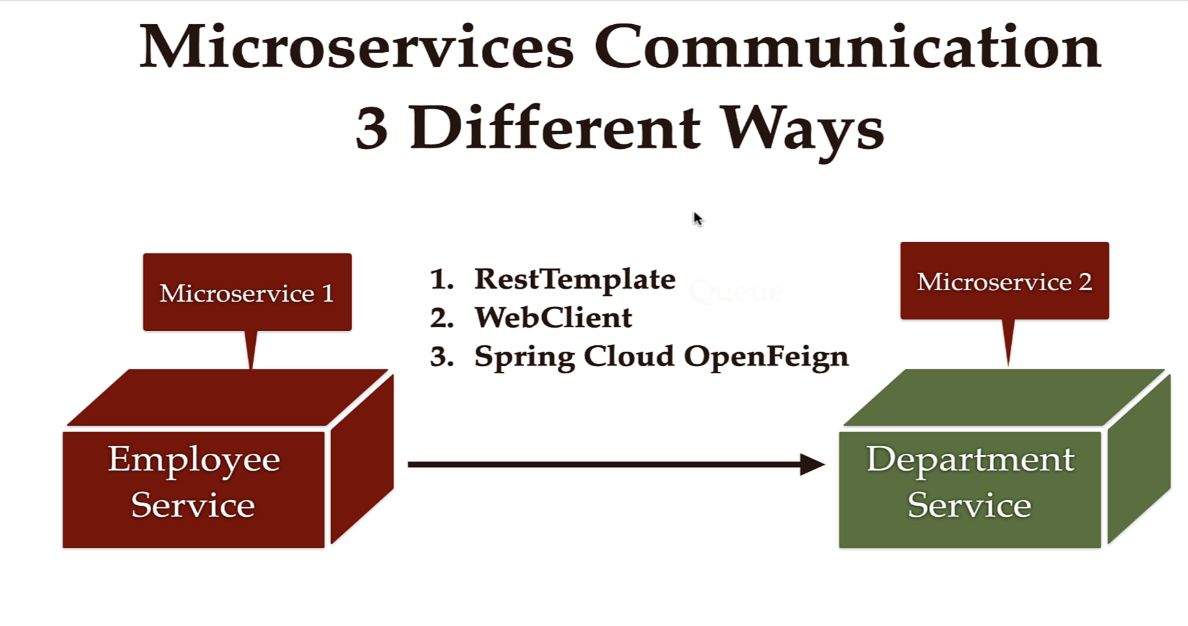 Microservices Communication
3 Different Ways
Microservice 1
1. RestTemplate
Queue
2. WebClient
3. Spring Cloud OpenFeign
Microservice 2
Employee
Service
Department
Service